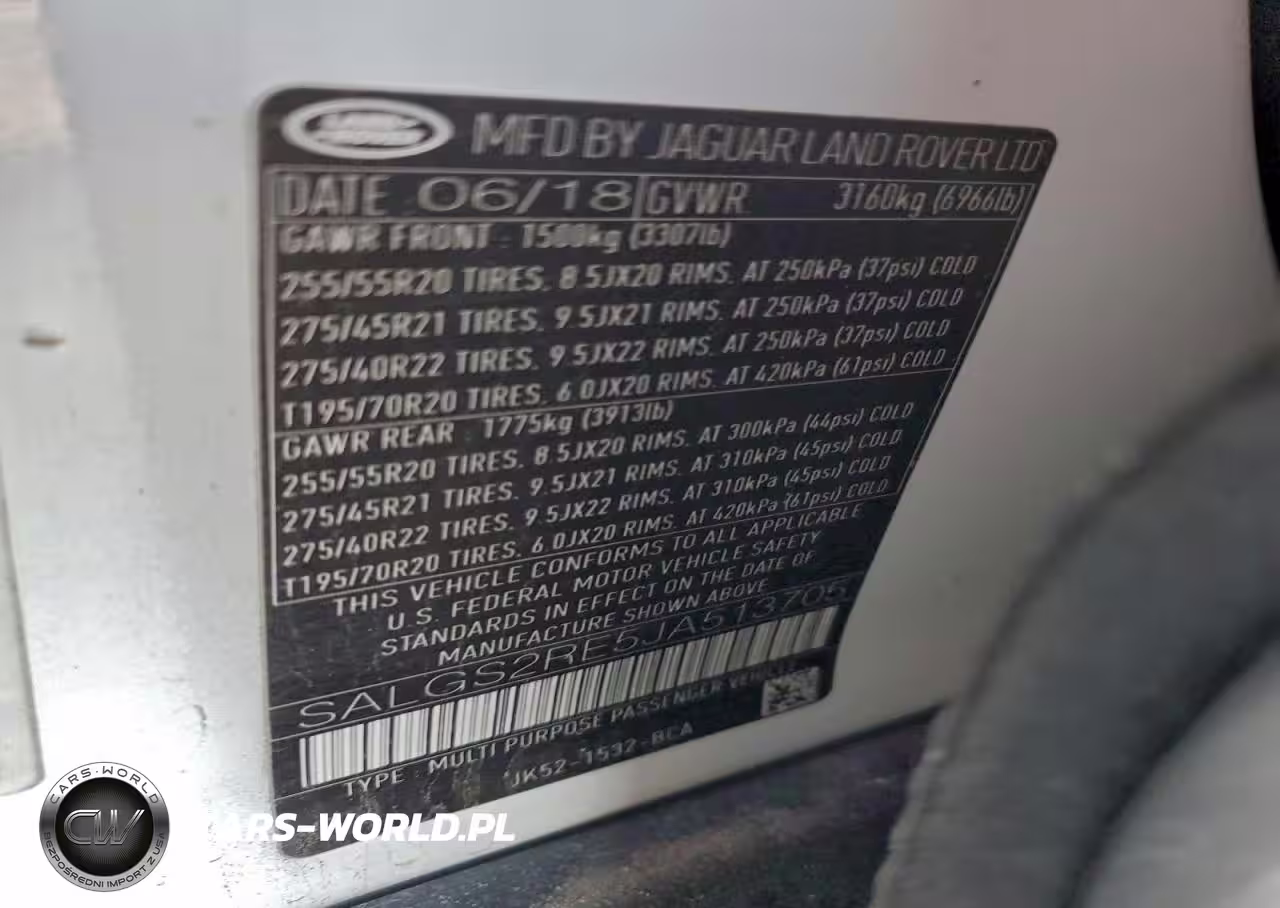 LAND ROVER
MFD BY JAGUAR LAND ROVER LTD
DATE 06/18 GVWR 3160kg (6966lb)
GAWR FRONT 1500kg (3307lb)
255/55R20 TIRES. 8.5JX20 RIMS. AT 250kPa (37psi) COLD
275/45R21 TIRES. 9.5JX21 RIMS. AT 250kPa (37psi) COLD
275/40R22 TIRES. 9.5JX22 RIMS. AT 250kPa (37psi) COLD
T195/70R20 TIRES. 6.0JX20 RIMS. AT 420kPa (61psi) COLD
GAWR REAR 1775kg (3913lb)
255/55R20 TIRES. 8.5JX20 RIMS. AT 300kPa (44psi) COLD
275/45R21 TIRES. 9.5JX21 RIMS. AT 310kPa (45psi) COLD
275/40R22 TIRES. 9.5JX22 RIMS. AT 310kPa (45psi) COLD
T195/70R20 TIRES. 6.0JX20 RIMS. AT 420kPa (61psi) COLD
THIS VEHICLE CONFORMS TO ALL APPLICABLE
U.S. FEDERAL MOTOR VEHICLE SAFETY
STANDARDS IN EFFECT ON THE DATE OF
MANUFACTURE SHOWN ABOVE
SALGS2RE5JA513705
TYPE : MULTI PURPOSE PASSENGER VEHICLE
JK52-1532-BCA
CARS-WORLD
CW
BEZPOŚREDNI IMPORT Z USA
CARS-WORLD.PL